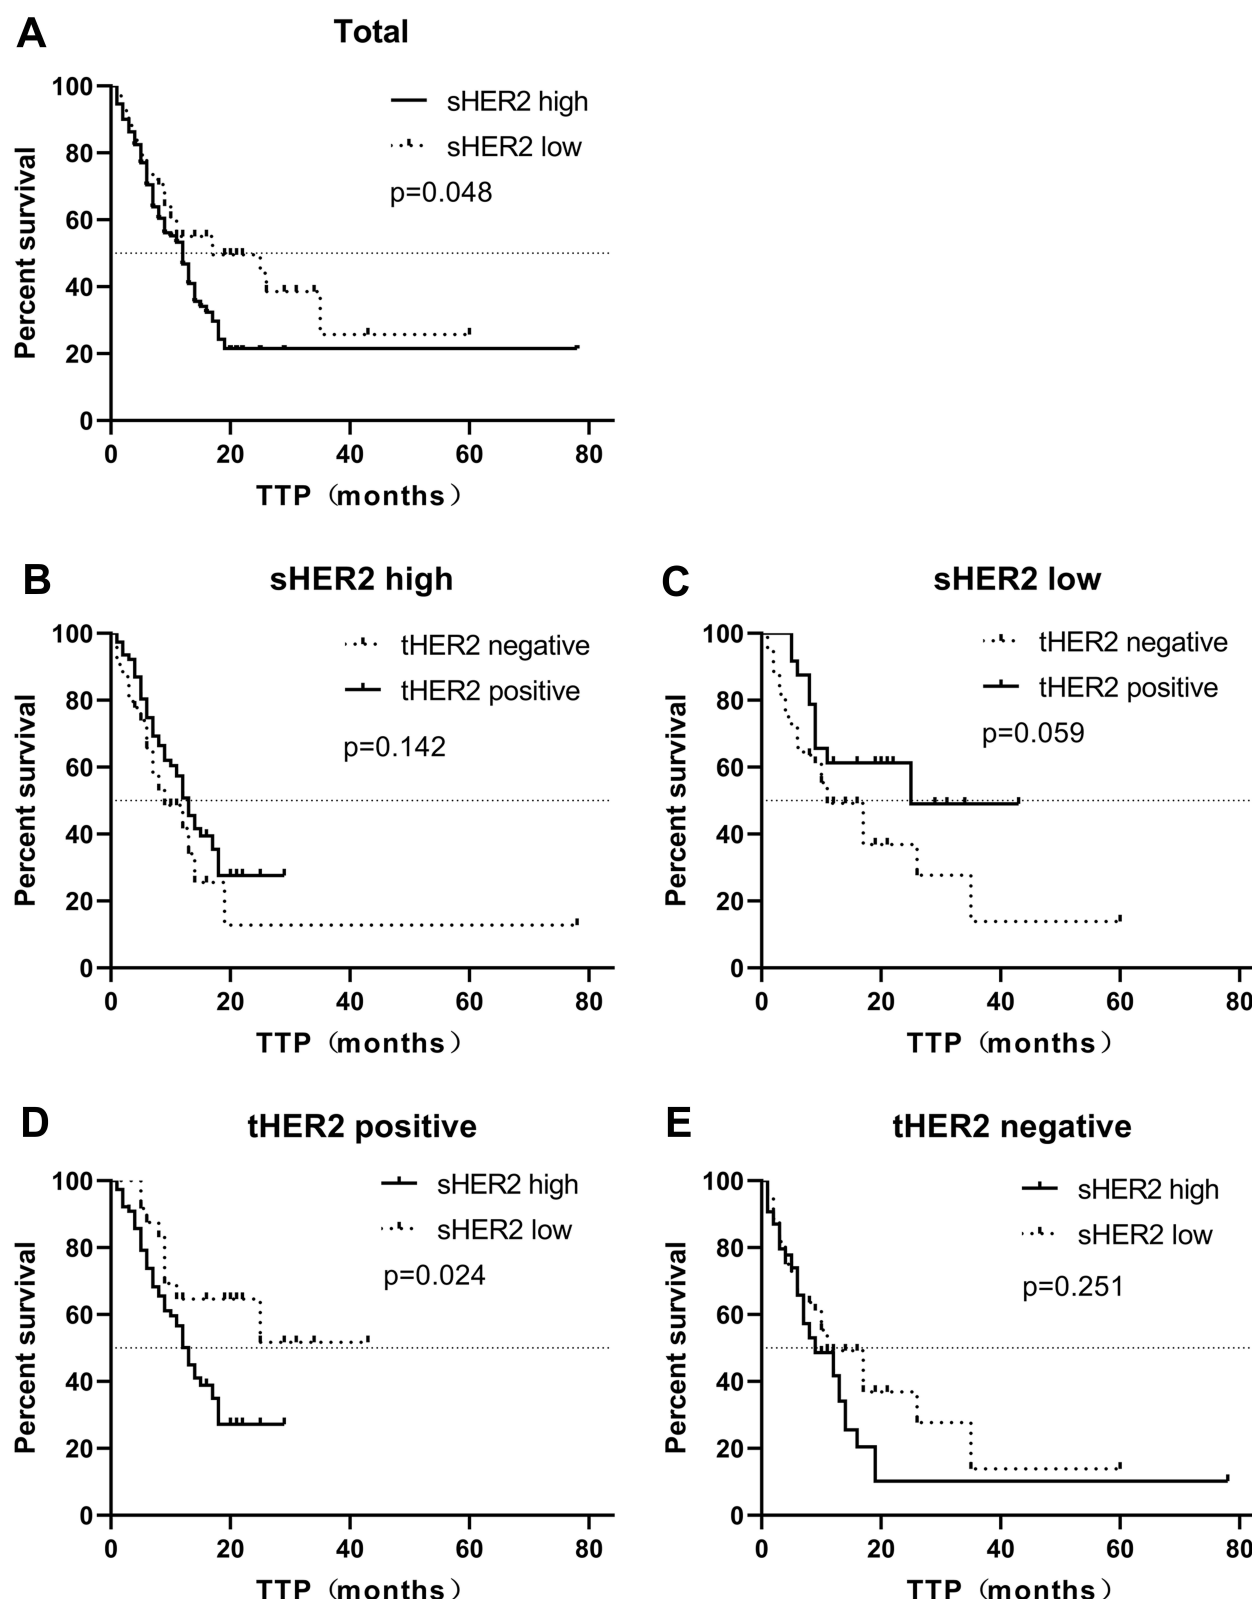 A
Total
sHER2 high
sHER2 low
p=0.048
Percent survival
100
80
60
40
20
0
0 20 40 60 80
TTP（months）
B
sHER2 high
tHER2 negative
tHER2 positive
p=0.142
Percent survival
100
80
60
40
20
0
0 20 40 60 80
TTP（months）
C
sHER2 low
tHER2 negative
tHER2 positive
p=0.059
Percent survival
100
80
60
40
20
0
0 20 40 60 80
TTP（months）
D
tHER2 positive
sHER2 high
sHER2 low
p=0.024
Percent survival
100
80
60
40
20
0
0 20 40 60 80
TTP（months）
E
tHER2 negative
sHER2 high
sHER2 low
p=0.251
Percent survival
100
80
60
40
20
0
0 20 40 60 80
TTP（months）